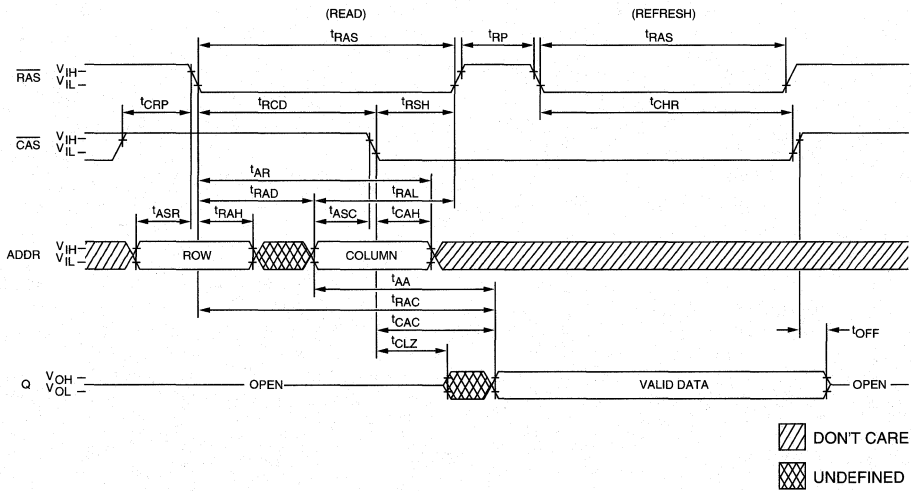 (READ) (REFRESH)
tRAS tRP tRAS
RAS VIH– VIL–
tCRP tRCD tRSH tCHR
CAS VIH– VIL–
tAR
tRAD tRAL
tASR tRAH tASC tCAH
ADDR VIH– VIL– ROW COLUMN
tAA
tRAC
tCAC tOFF
tCLZ
Q VOH– VOL– OPEN VALID DATA OPEN
DON'T CARE
UNDEFINED